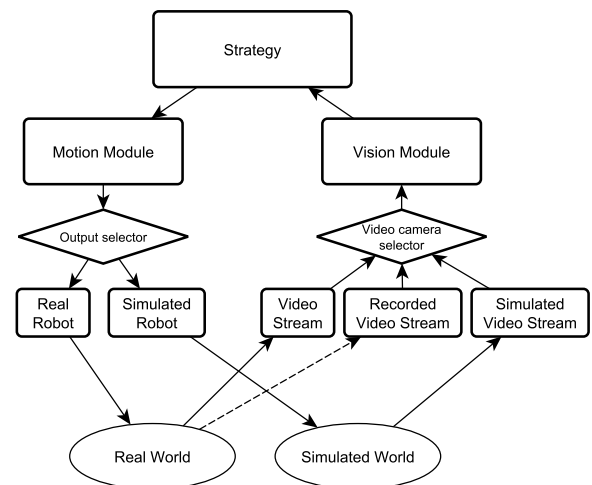 Strategy
Motion Module
Vision Module
Output selector
Video camera
selector
Real
Robot
Simulated
Robot
Video
Stream
Recorded
Video Stream
Simulated
Video Stream
Real World
Simulated World